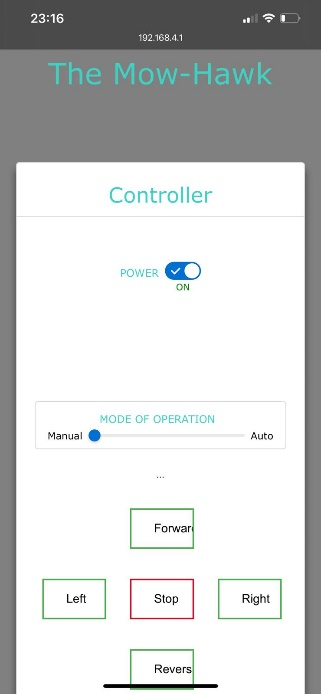 23:16
192.168.4.1
The Mow-Hawk
Controller
POWER
ON
MODE OF OPERATION
Manual Auto
...
Forwar
Left Stop Right
Revers